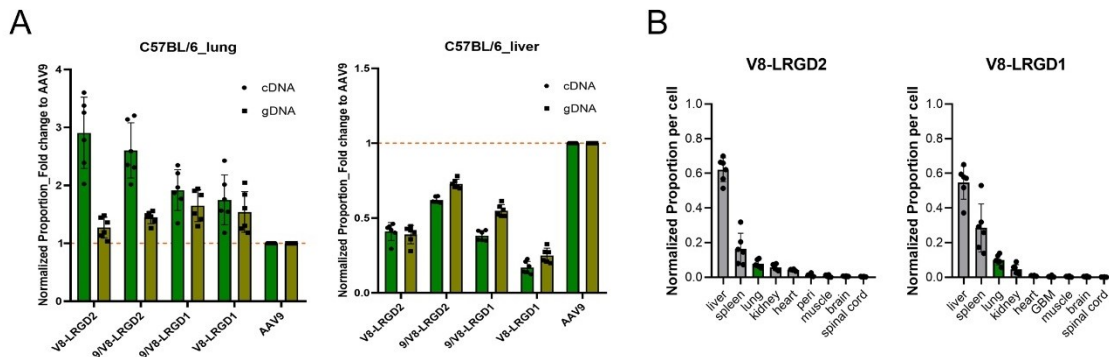 A
C57BL/6_lung
Normalized Proportion_Fold change to AAV9
4
3
2
1
0
cDNA
gDNA
V8-LRGD2
9/V8-LRGD2
9/V8-LRGD1
V8-LRGD1
AAV9
C57BL/6_liver
Normalized Proportion_Fold change to AAV9
1.5
1
0.5
0
cDNA
gDNA
V8-LRGD2
9/V8-LRGD2
9/V8-LRGD1
V8-LRGD1
AAV9
B
V8-LRGD2
Normalized Proportion per cell
1.0
0.8
0.6
0.4
0.2
0.0
liver
spleen
lung
kidney
heart
peri
muscle
brain
spinal cord
V8-LRGD1
Normalized Proportion per cell
1.0
0.8
0.6
0.4
0.2
0.0
liver
spleen
lung
kidney
heart
GBM
muscle
brain
spinal cord